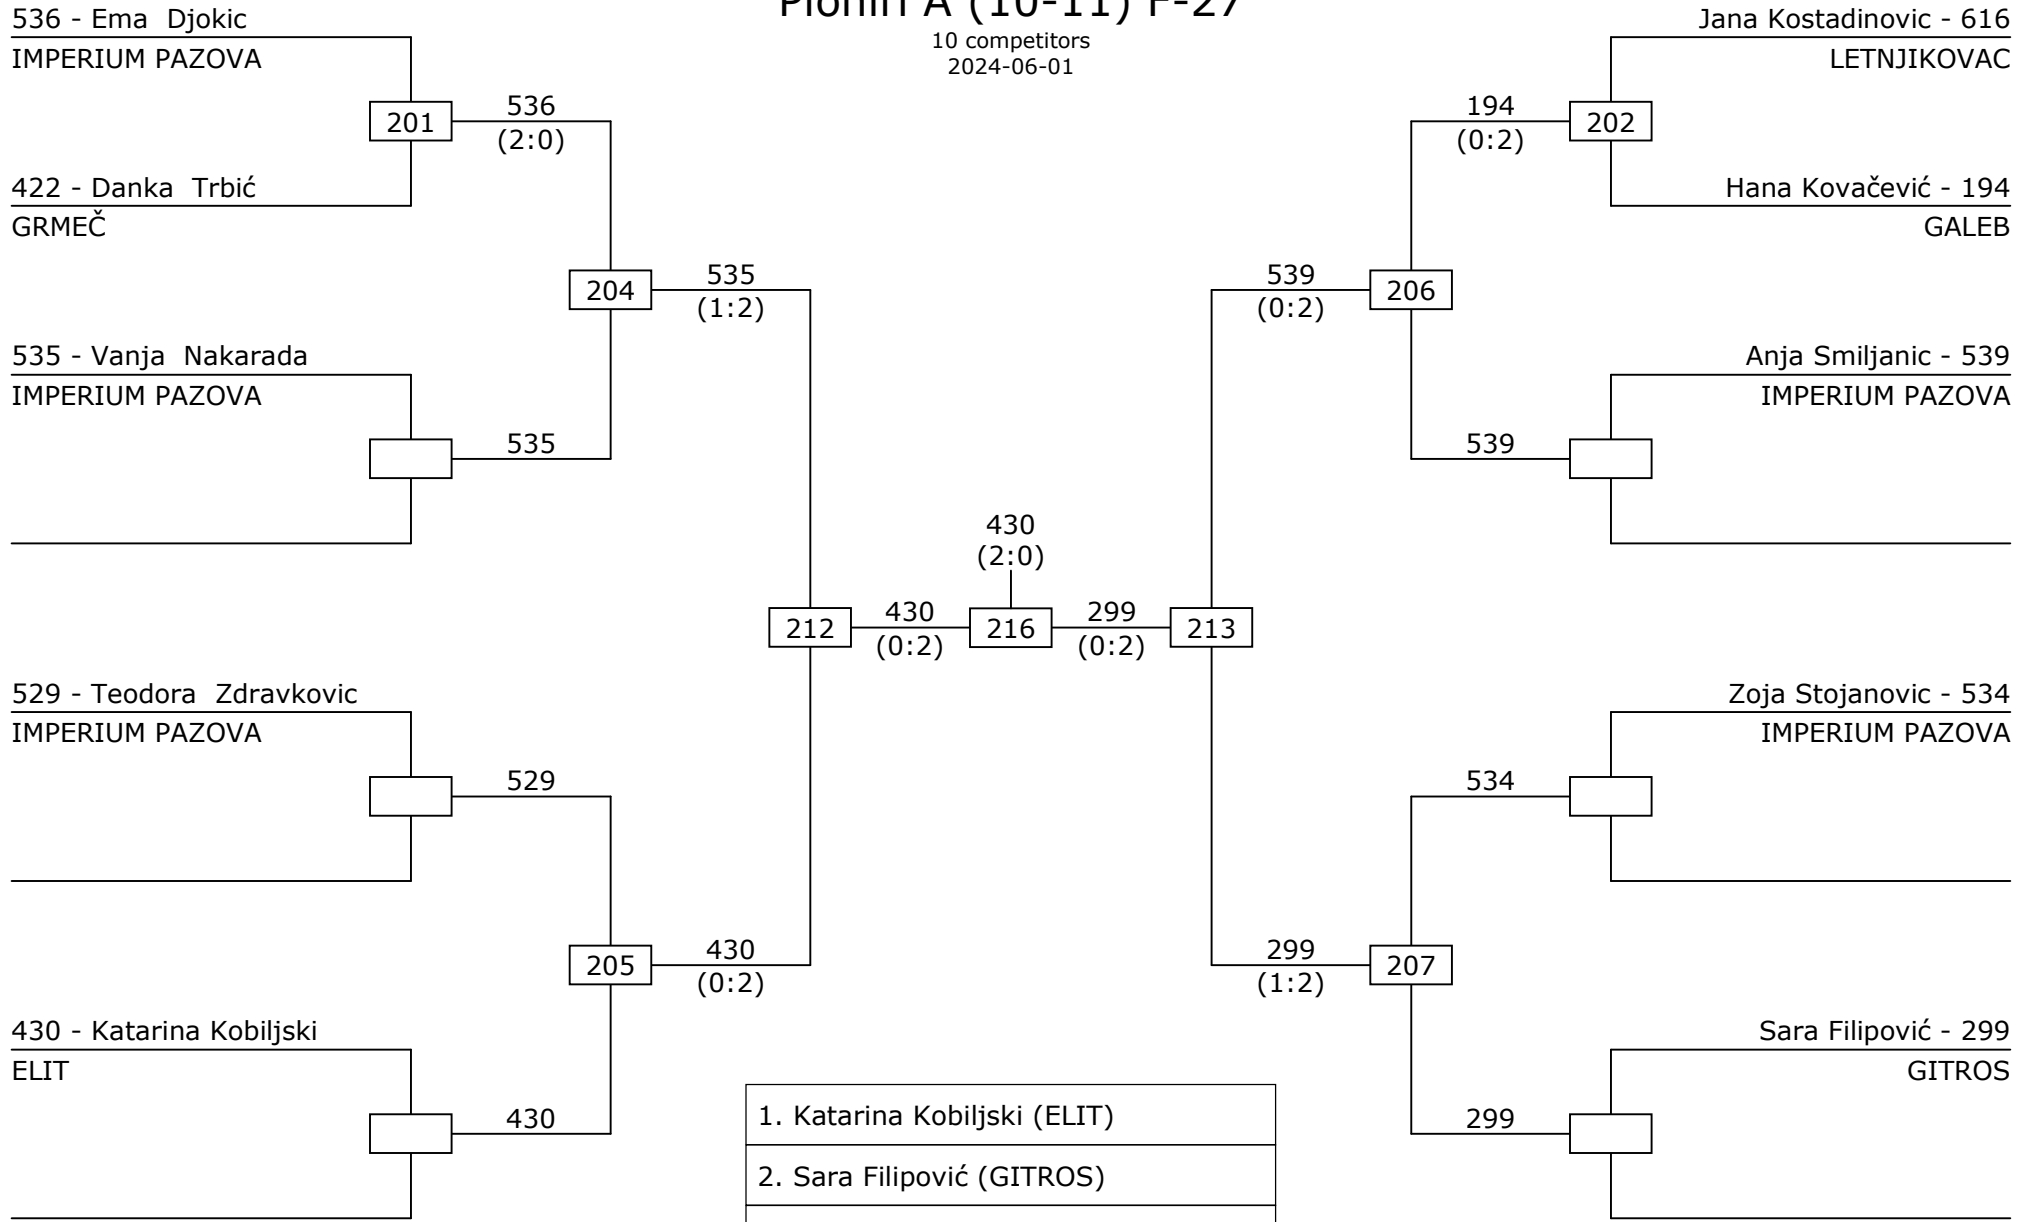 Pionin A (10-11) F-27
10 competitors
2024-06-01
536 - Ema  Djokic
IMPERIUM PAZOVA
201
536
(2:0)
422 - Danka  Trbić
GRMEČ
204
535
(1:2)
535 - Vanja  Nakarada
IMPERIUM PAZOVA
535
529 - Teodora  Zdravkovic
IMPERIUM PAZOVA
529
205
430
(0:2)
430 - Katarina Kobiljski
ELIT
430
212
430
(0:2)
430
(2:0)
216
299
(0:2)
213
Jana Kostadinovic - 616
LETNJIKOVAC
194
(0:2)
202
Hana Kovačević - 194
GALEB
539
(0:2)
206
Anja Smiljanic - 539
IMPERIUM PAZOVA
539
Zoja Stojanovic - 534
IMPERIUM PAZOVA
534
299
(1:2)
207
Sara Filipović - 299
GITROS
299
1. Katarina Kobiljski (ELIT)
2. Sara Filipović (GITROS)